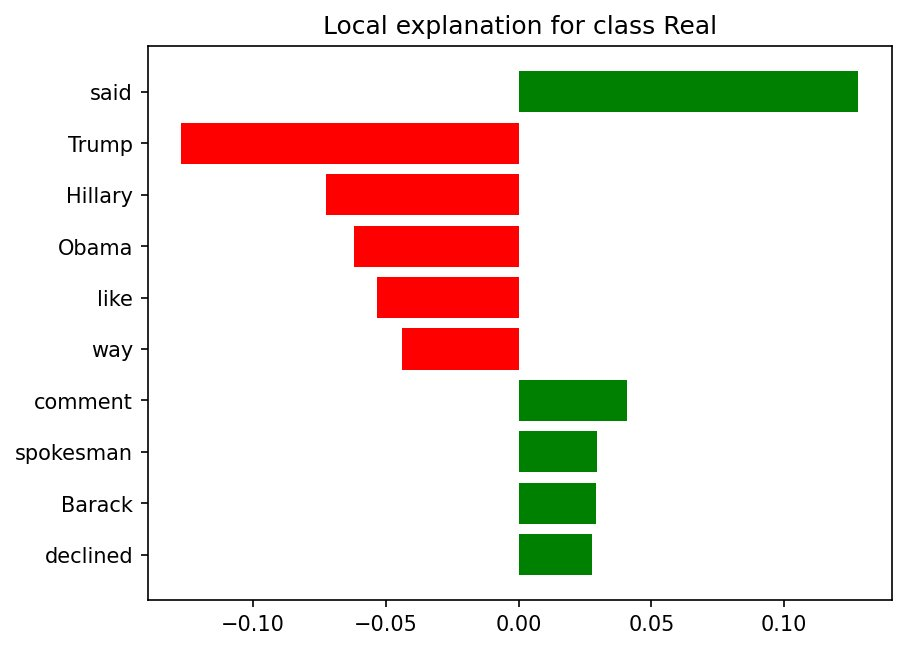 Local explanation for class Real
said
Trump
Hillary
Obama
like
way
comment
spokesman
Barack
declined
−0.10 −0.05 0.00 0.05 0.10